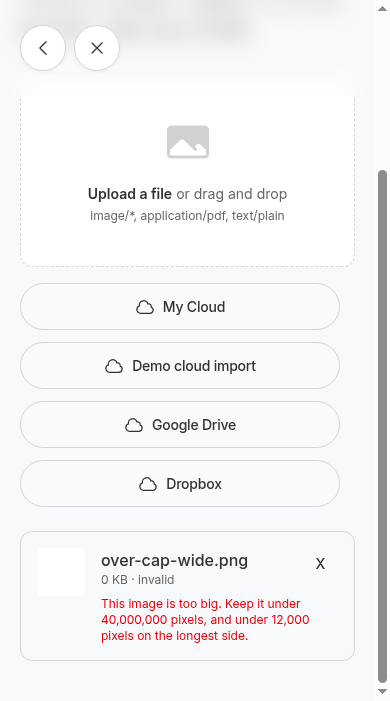 Upload a file or drag and drop
image/*, application/pdf, text/plain
My Cloud
Demo cloud import
Google Drive
Dropbox
over-cap-wide.png
X
0 KB · invalid
This image is too big. Keep it under
40,000,000 pixels, and under 12,000
pixels on the longest side.